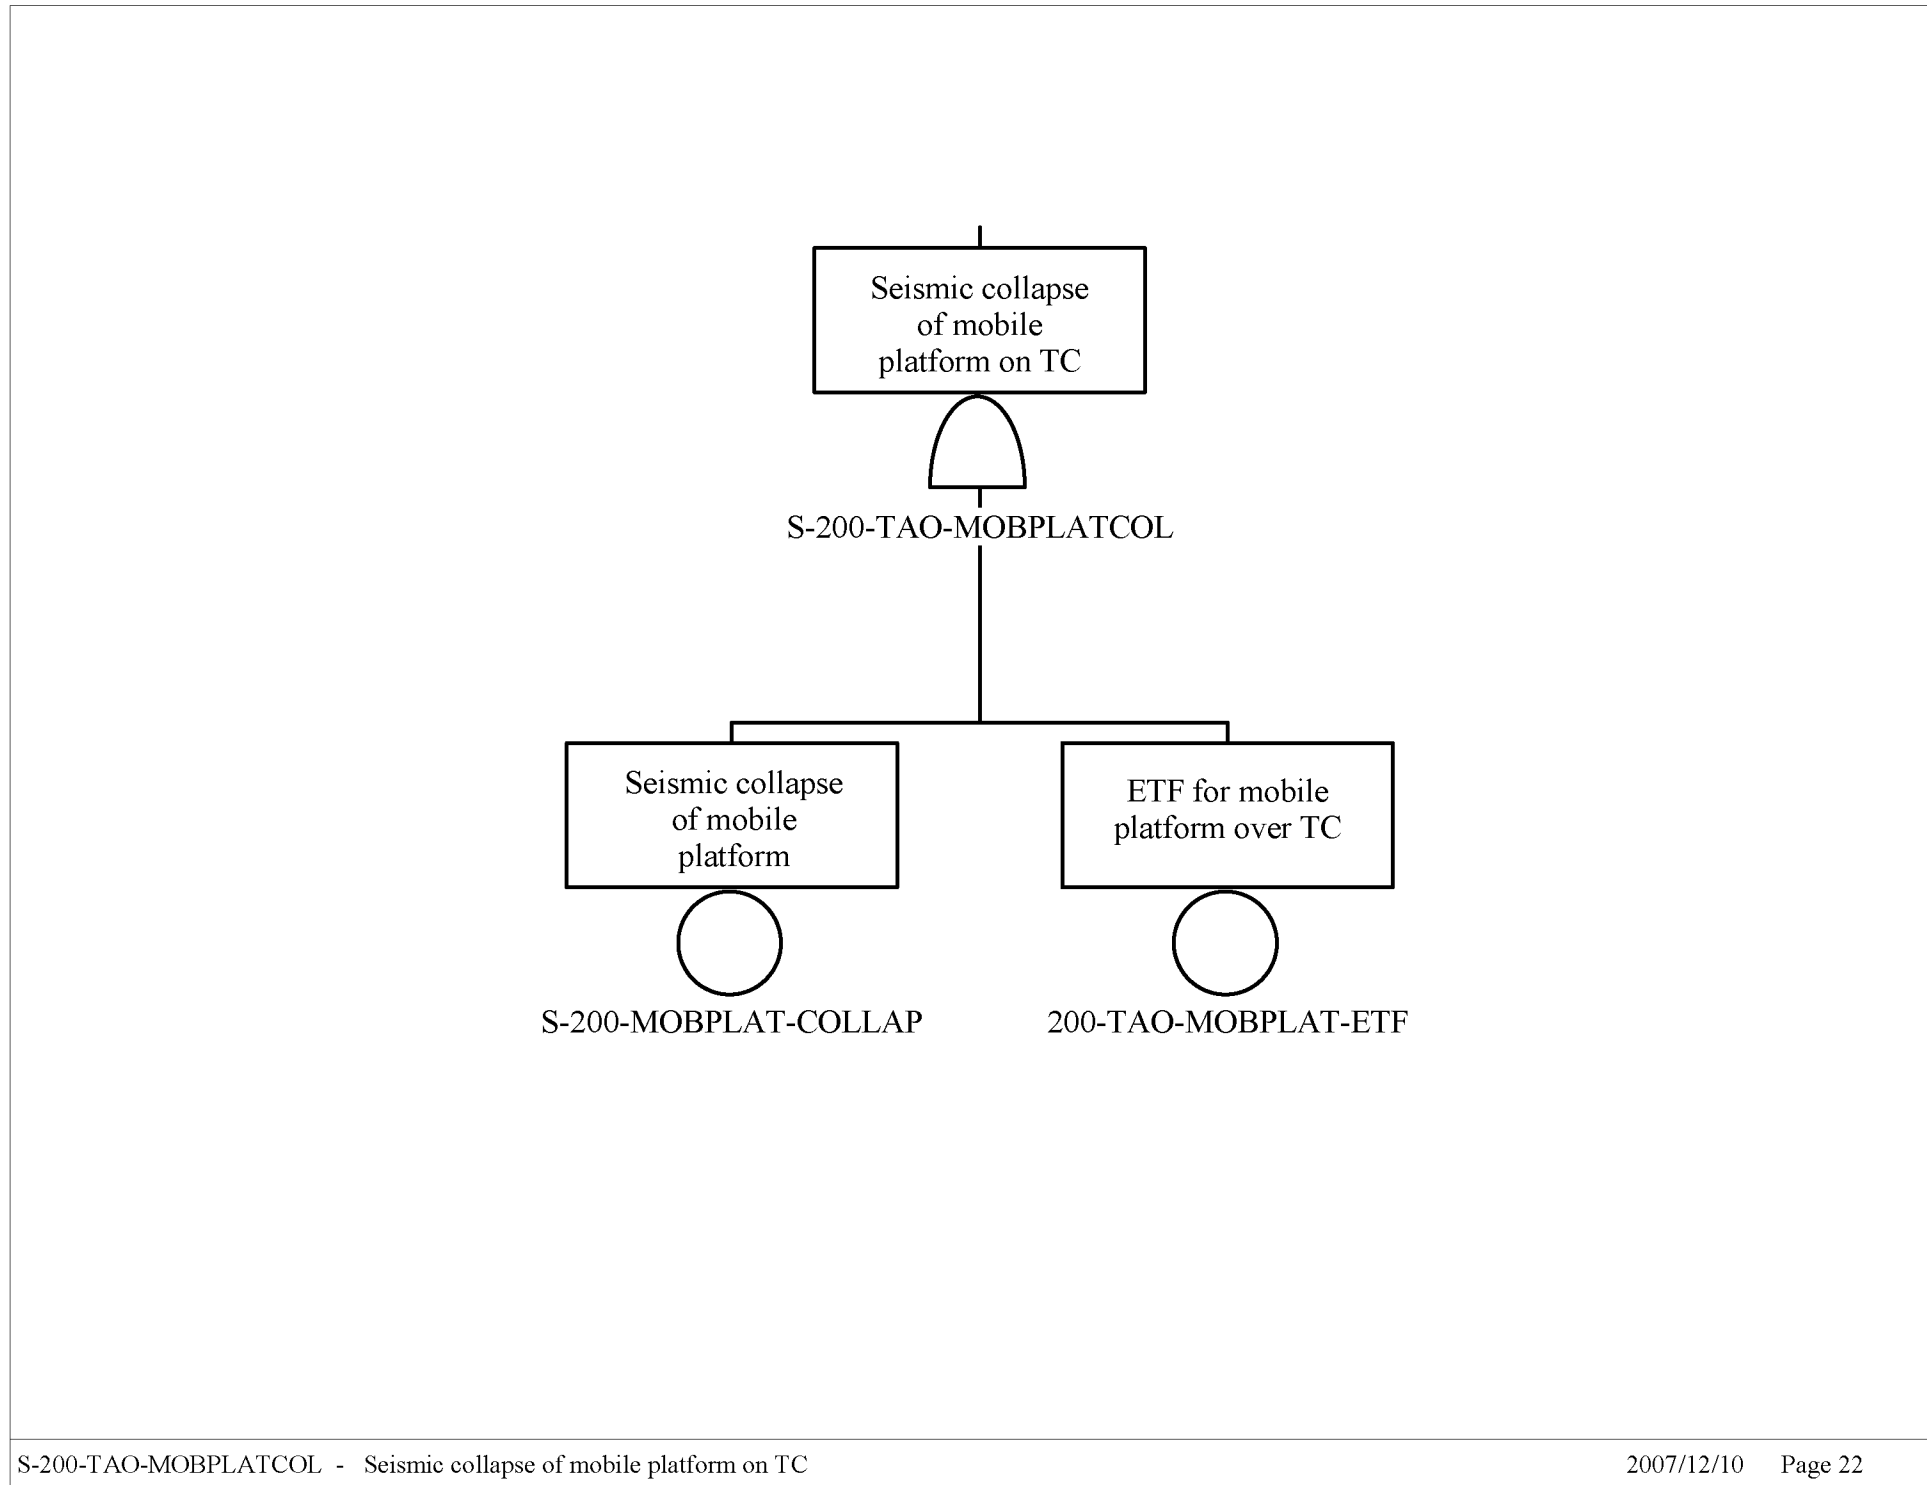 Seismic collapse
of mobile
platform on TC
S-200-TAO-MOBPLATCOL
Seismic collapse
of mobile
platform
ETF for mobile
platform over TC
S-200-MOBPLAT-COLLAP
200-TAO-MOBPLAT-ETF
S-200-TAO-MOBPLATCOL - Seismic collapse of mobile platform on TC
2007/12/10 Page 22